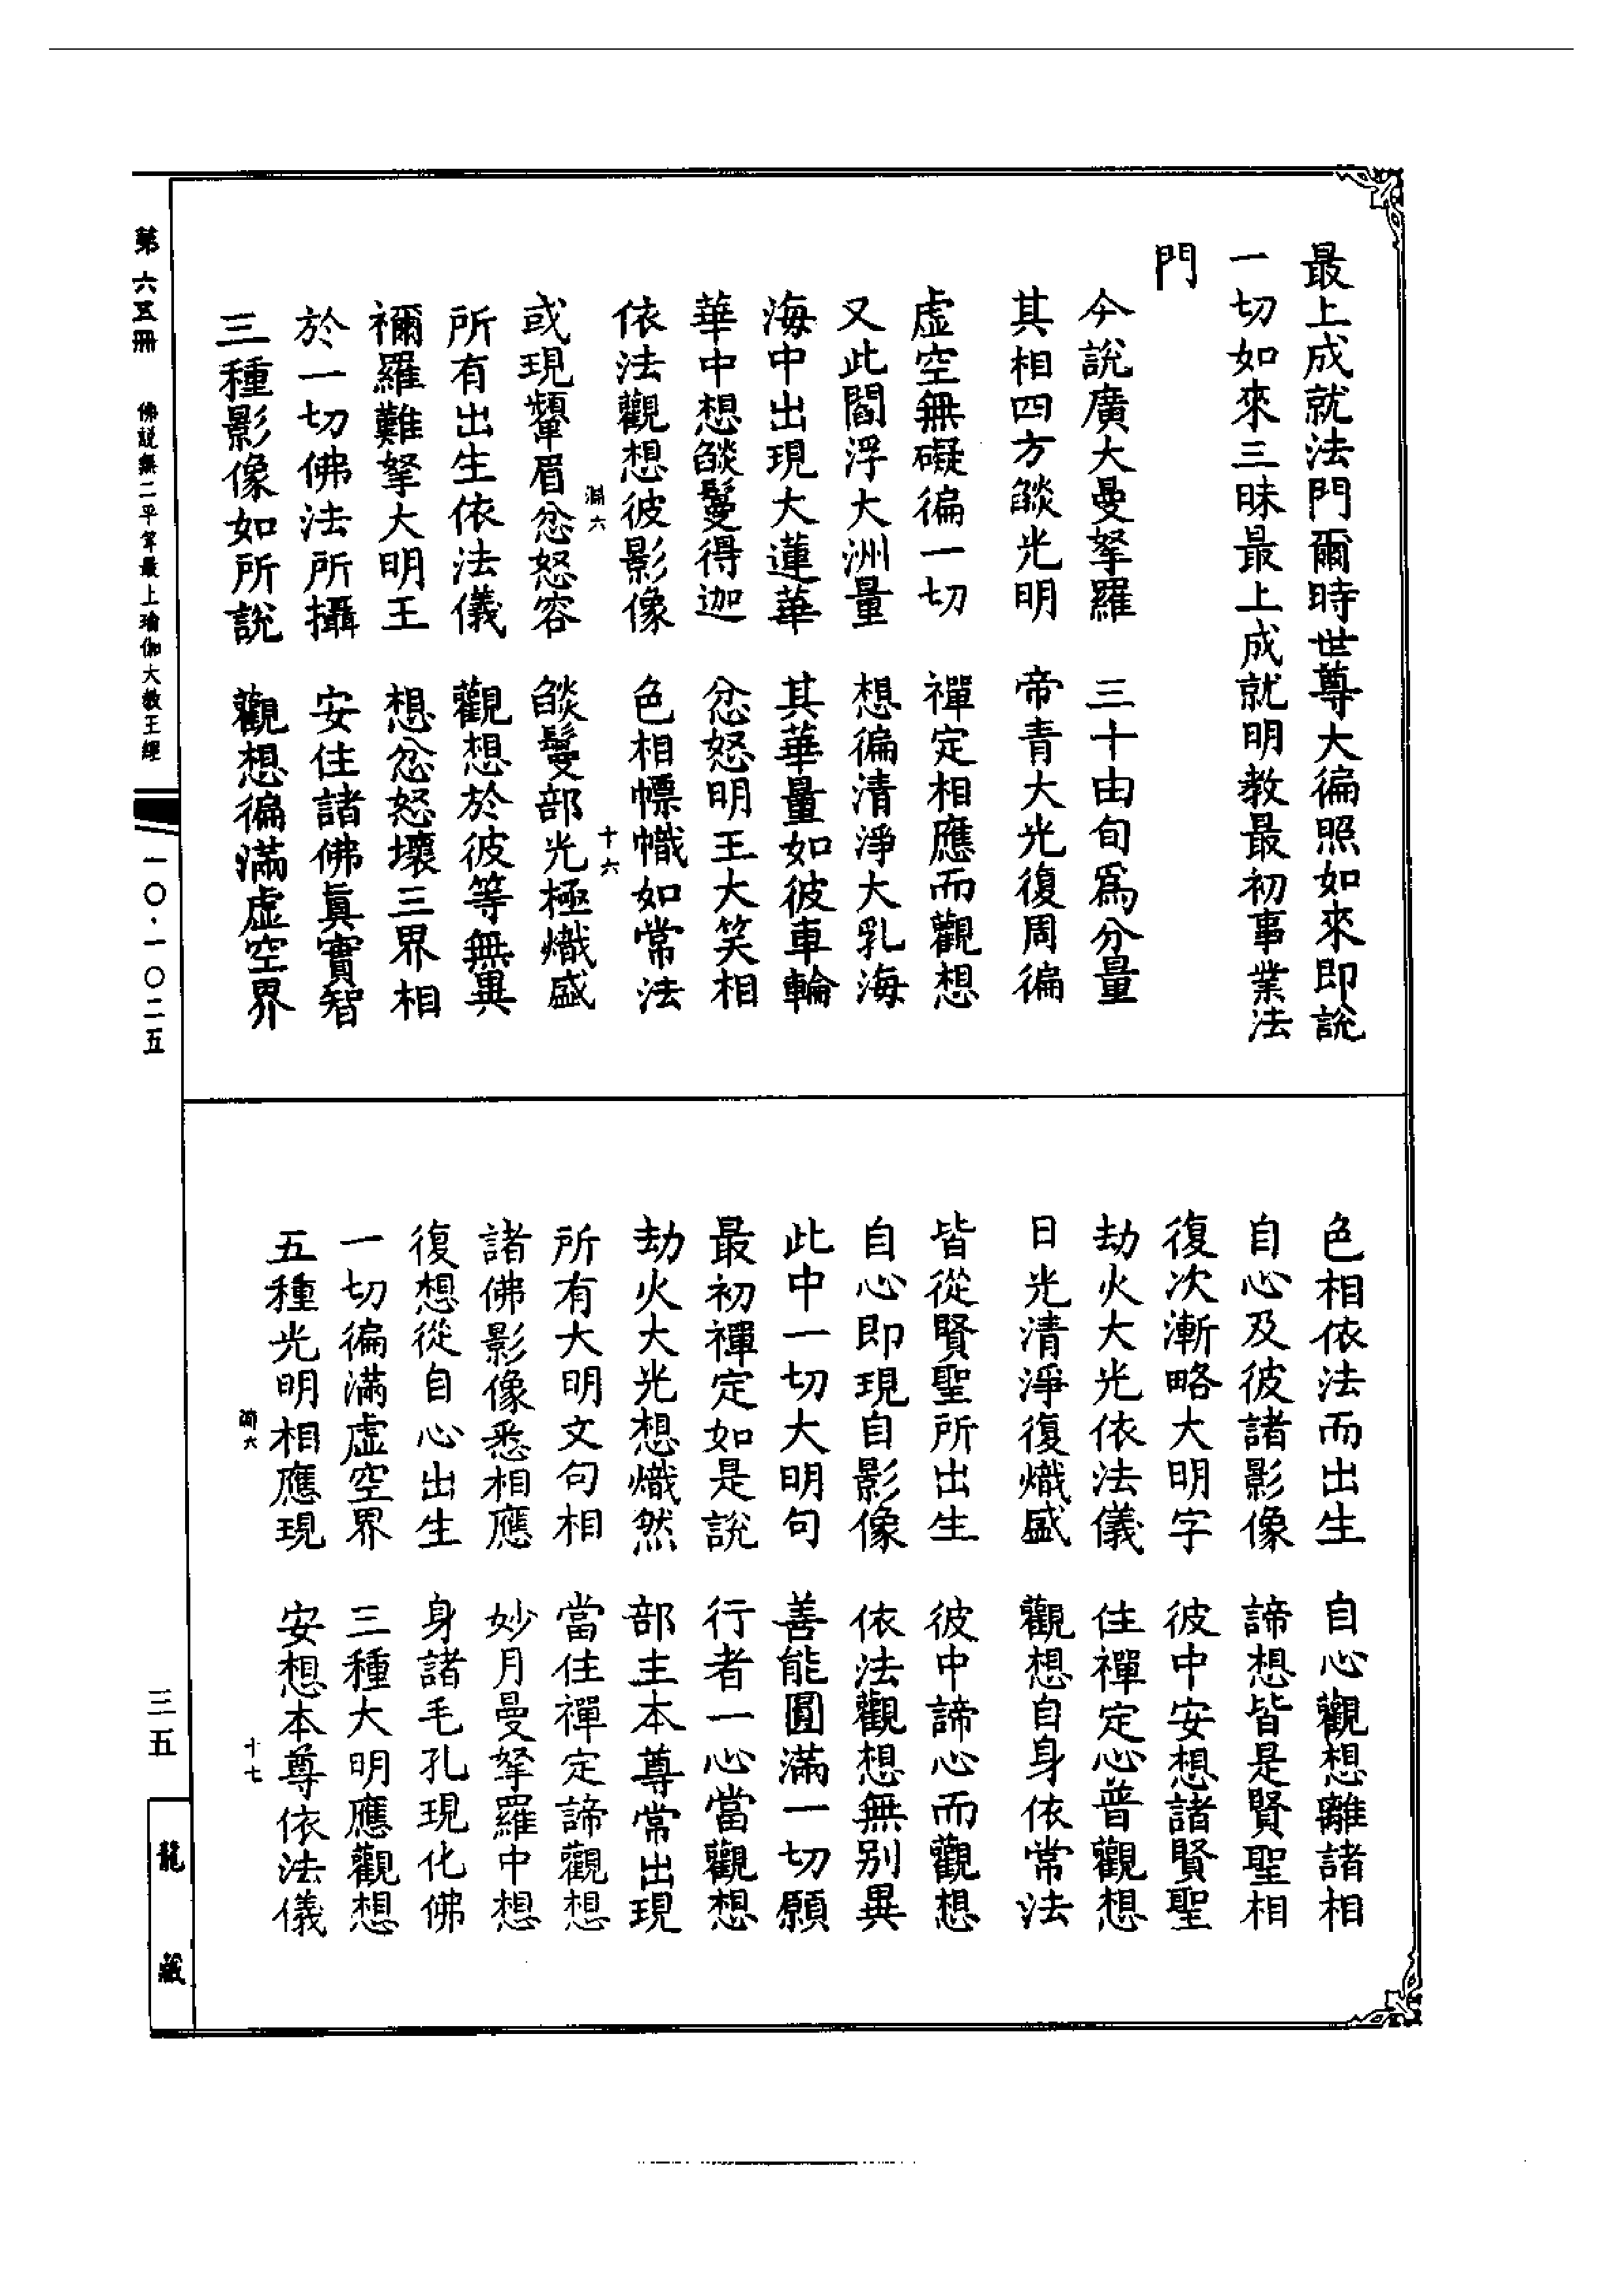 最上成就法門爾時世尊大徧照如來即說
一切如來三昧最上成就明教最初事業法
門
今說廣大曼拏羅　三十由旬爲分量
其相四方燄光明　帝青大光復周徧
虛空無礙徧一切　禪定相應而觀想
又此閻浮大洲量　想徧清淨大乳海
海中出現大蓮華　其華量如彼車輪
華中想燄鬘得迦　忿怒明王大笑相
依法觀想彼影像　色相幖幟如常法
淵六　十六
或現顰眉忿怒容　燄鬘部光極熾盛
所有出生依法儀　觀想於彼等無異
禰羅難拏大明王　想忿怒壞三界相
於一切佛法所攝　安住諸佛眞實智
三種影像如所說　觀想徧滿虛空界
色相依法而出生　自心觀想離諸相
自心及彼諸影像　諦想皆是賢聖相
復次漸略大明字　彼中安想諸賢聖
劫火大光依法儀　住禪定心普觀想
日光清淨復熾盛　觀想自身依常法
皆從賢聖所出生　彼中諦心而觀想
自心即現自影像　依法觀想無別異
此中一切大明句　善能圓滿一切願
最初禪定如是說　行者一心當觀想
劫火大光想熾然　部主本尊常出現
所有大明文句相　當住禪定諦觀想
諸佛影像悉相應　妙月曼拏羅中想
復想從自心出生　身諸毛孔現化佛
一切徧滿虛空界　三種大明應觀想
五種光明相應現　安想本尊依法儀
淵六　十七
第六五冊　佛說無二平等最上瑜伽大教王經　一〇·一〇二五
三五
龍藏